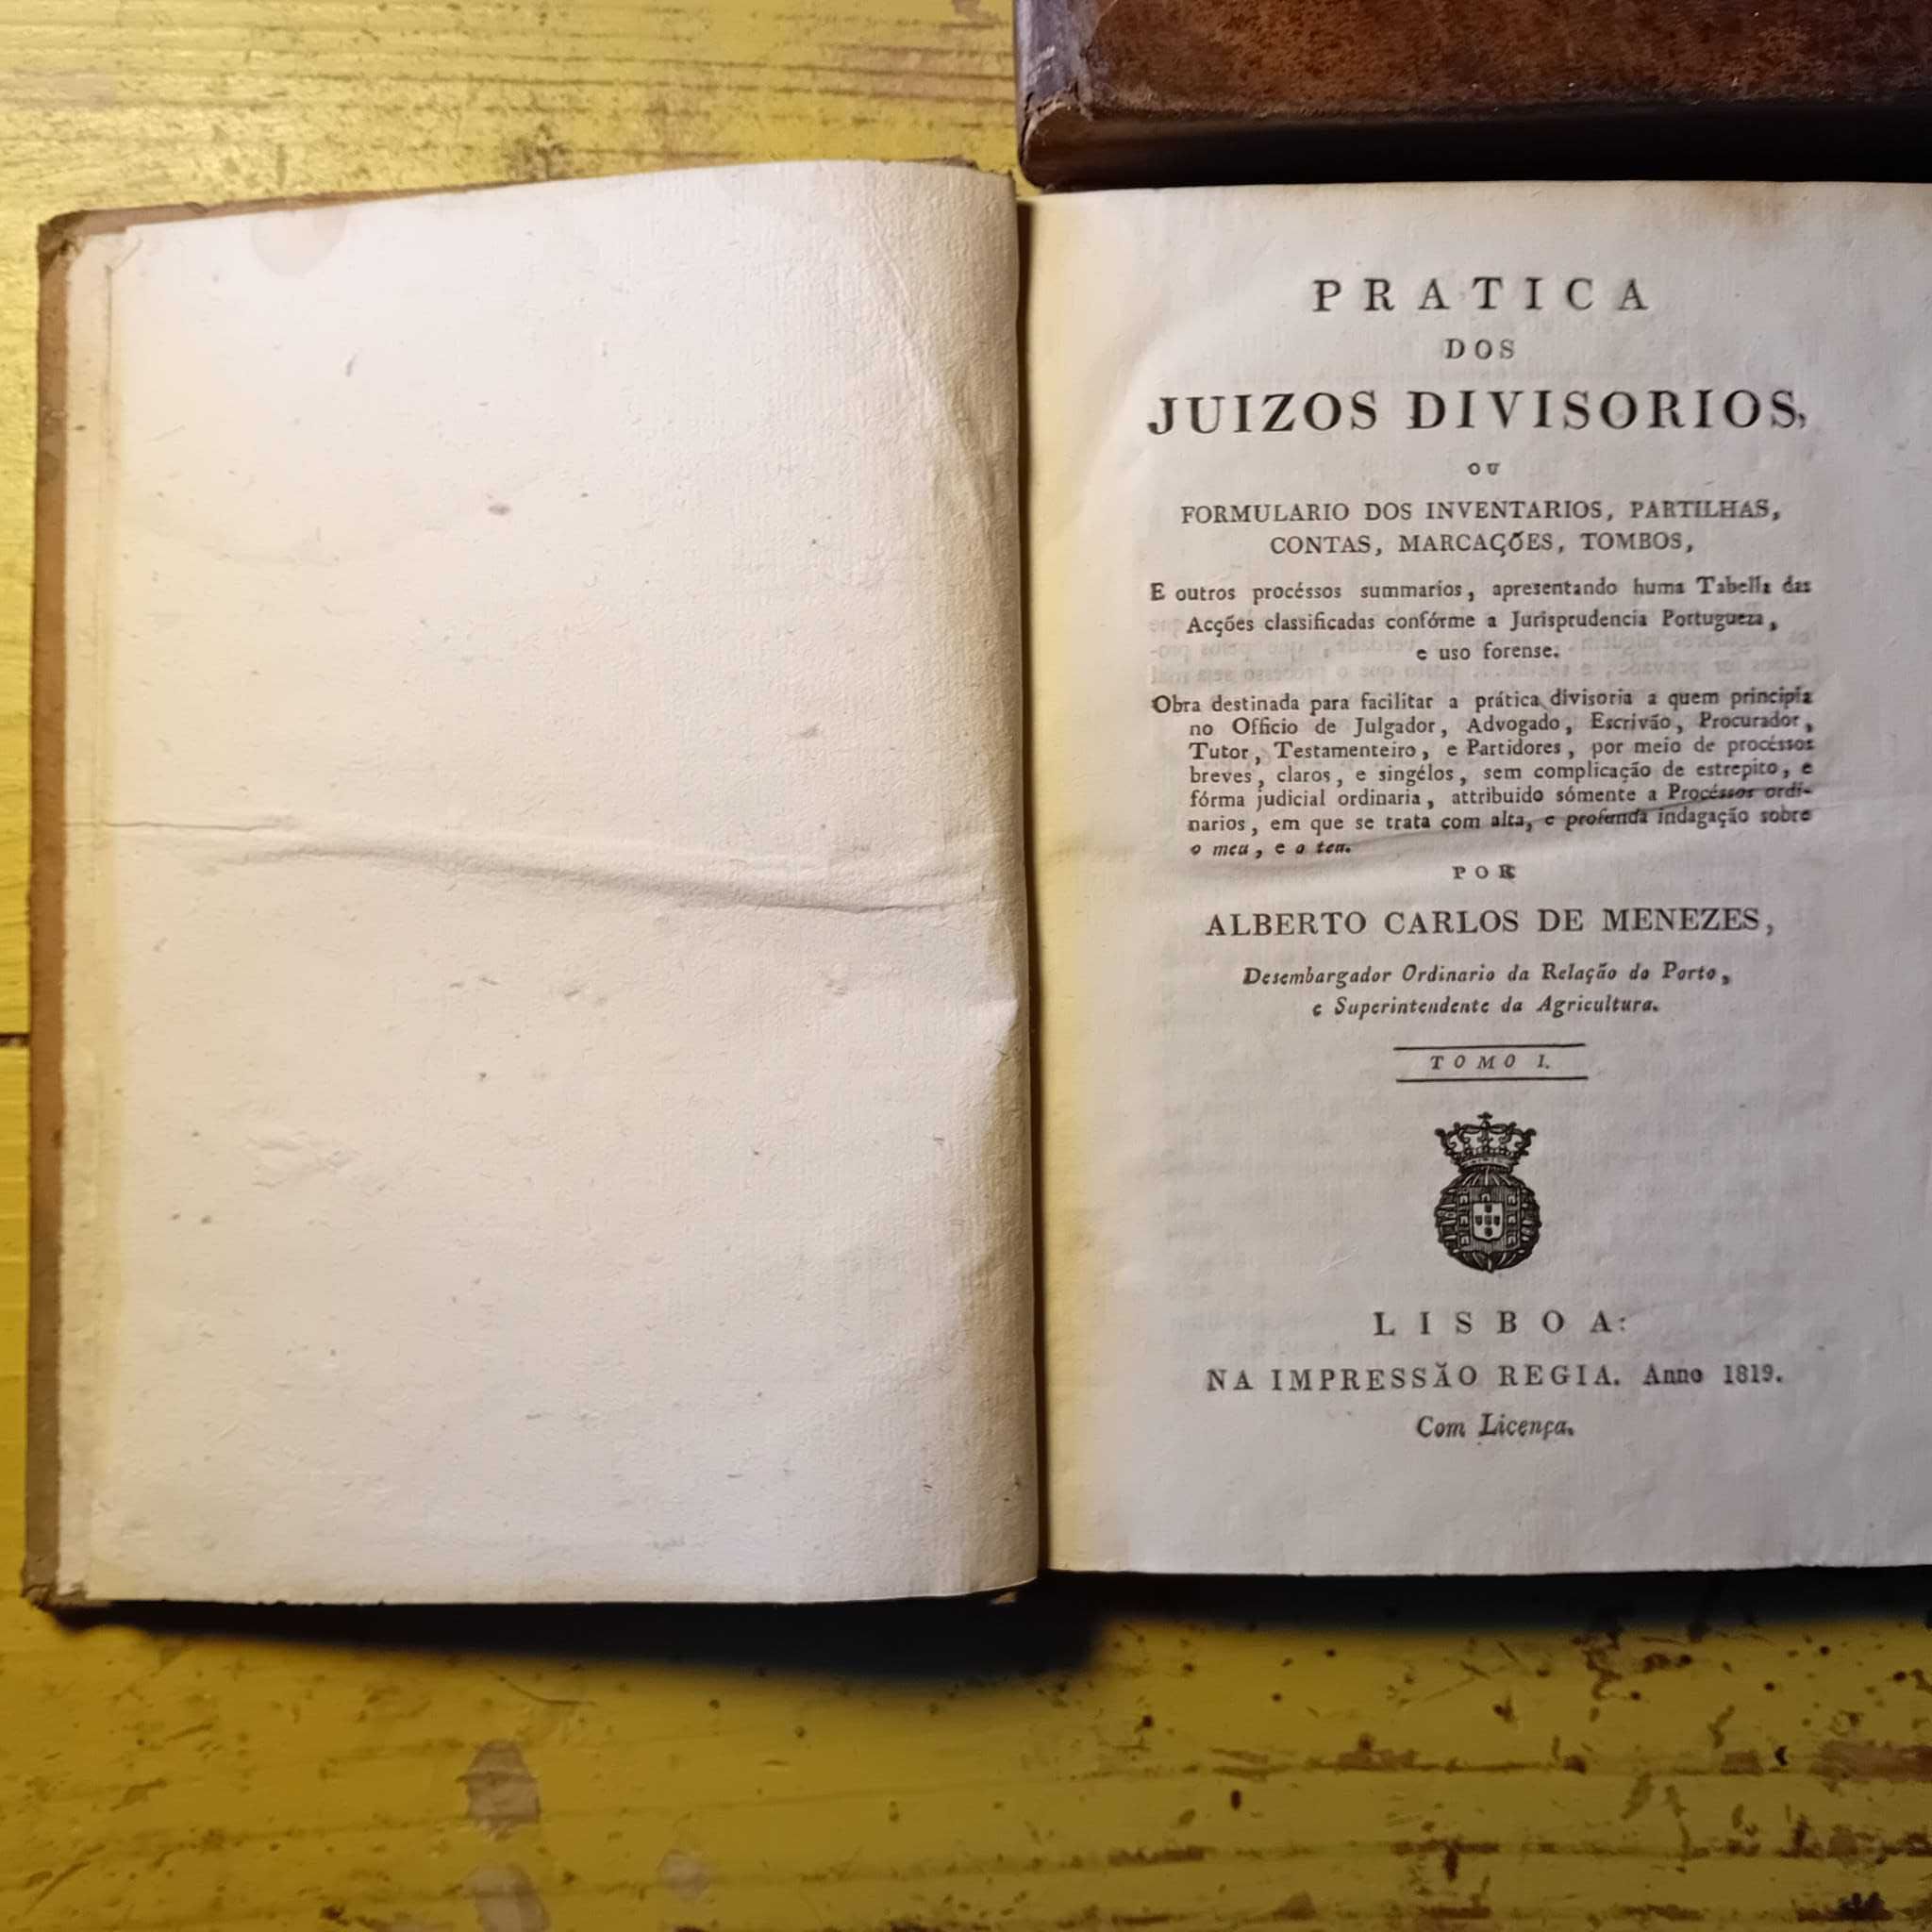 PRATICA
DOS
JUIZOS DIVISORIOS,
OU
FORMULARIO DOS INVENTARIOS, PARTILHAS,
CONTAS, MARCAÇÕES, TOMBOS,
E outros procéssos summarios, apresentando huma Tabella das
Acções classificadas confórme a Jurisprudencia Portugueza,
e uso forense.
Obra destinada para facilitar a prática divisoria a quem principia
no Officio de Julgador, Advogado, Escrivão, Procurador,
Tutor, Testamenteiro, e Partidores, por meio de procéssos
breves, claros, e singélos, sem complicação de estrepito, e
fórma judicial ordinaria, attribuido sómente a Procéssos ordi-
narios, em que se trata com alta, e profunda indagação sobre
o meu, e o teu.
POR
ALBERTO CARLOS DE MENEZES,
Desembargador Ordinario da Relação do Porto,
e Superintendente da Agricultura.
TOMO I.
LISBOA:
NA IMPRESSÃO REGIA. Anno 1819.
Com Licença.